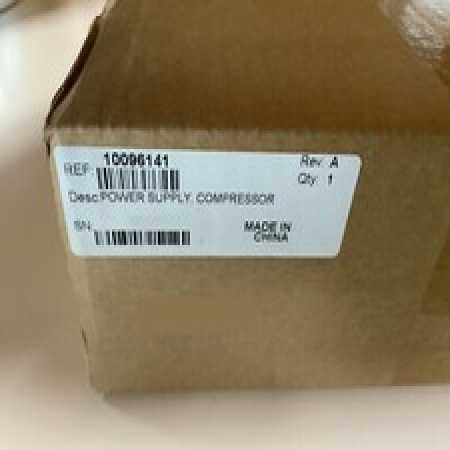 REF: 10096141 Rev. A
Qty 1
Desc:POWER SUPPLY, COMPRESSOR
SN: MADE IN
CHINA